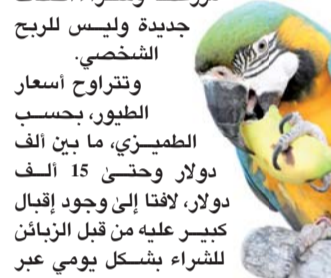 جديدة وليس للربح
الشخصي.
وتتراوح أسعار
الطيور، بحسب
الطميزي، ما بين ألف
دولار وحتىٰ 15 ألف
دولار، لافتا إلىٰ وجود إقبال
كبير عليه من قبل الزبائن
للشراء بشكل يومي عبر